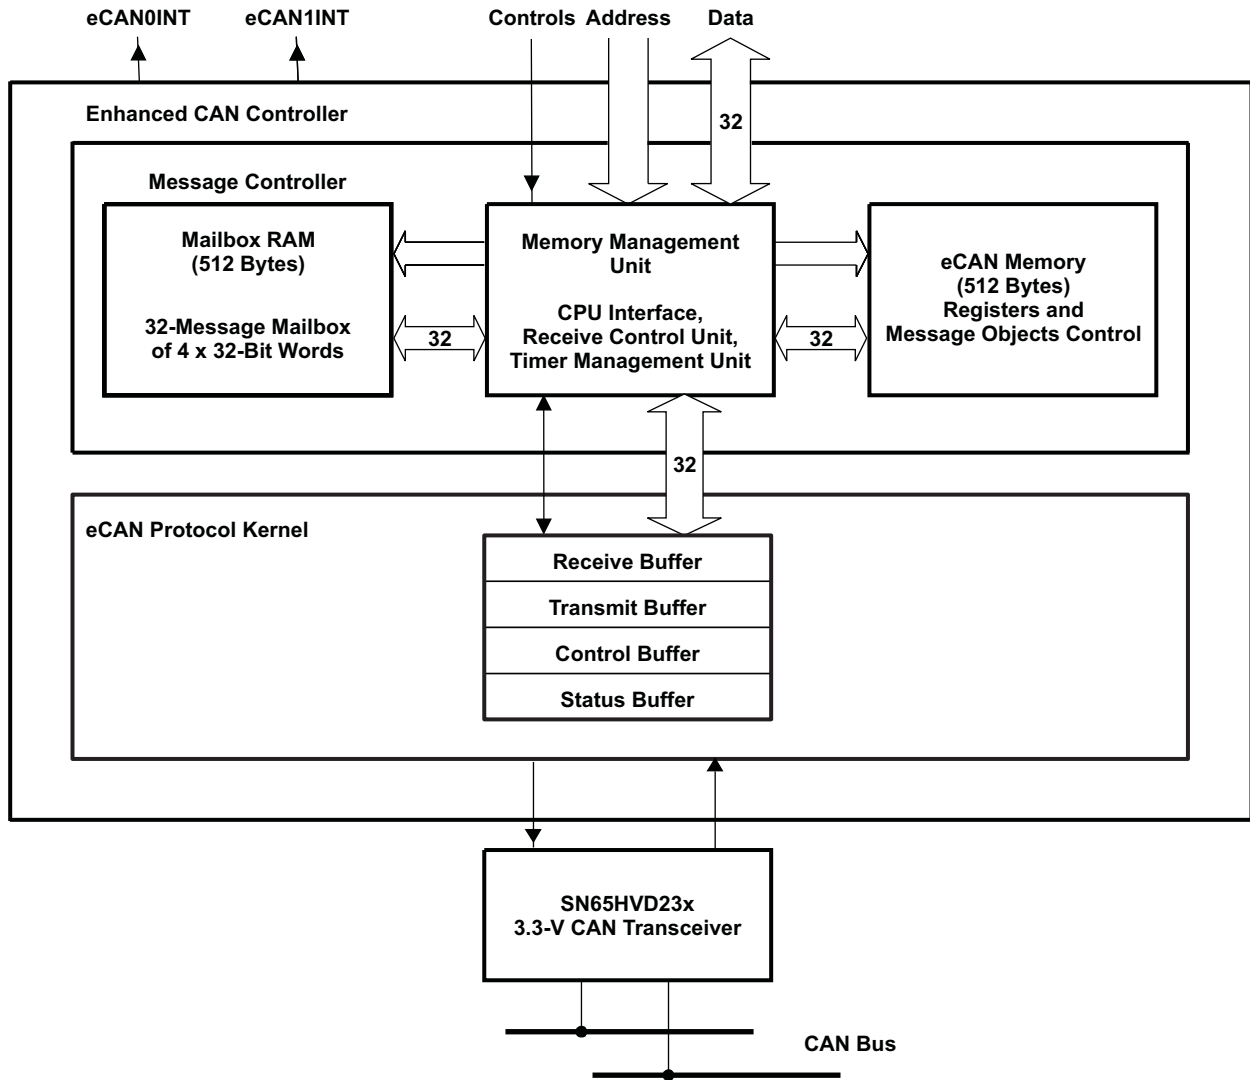 eCAN0INT eCAN1INT Controls Address Data
Enhanced CAN Controller
32
Message Controller
Mailbox RAM
(512 Bytes)
32-Message Mailbox
of 4 x 32-Bit Words
32
Memory Management
Unit
CPU Interface,
Receive Control Unit,
Timer Management Unit
32
eCAN Memory
(512 Bytes)
Registers and
Message Objects Control
32
eCAN Protocol Kernel
Receive Buffer
Transmit Buffer
Control Buffer
Status Buffer
SN65HVD23x
3.3-V CAN Transceiver
CAN Bus